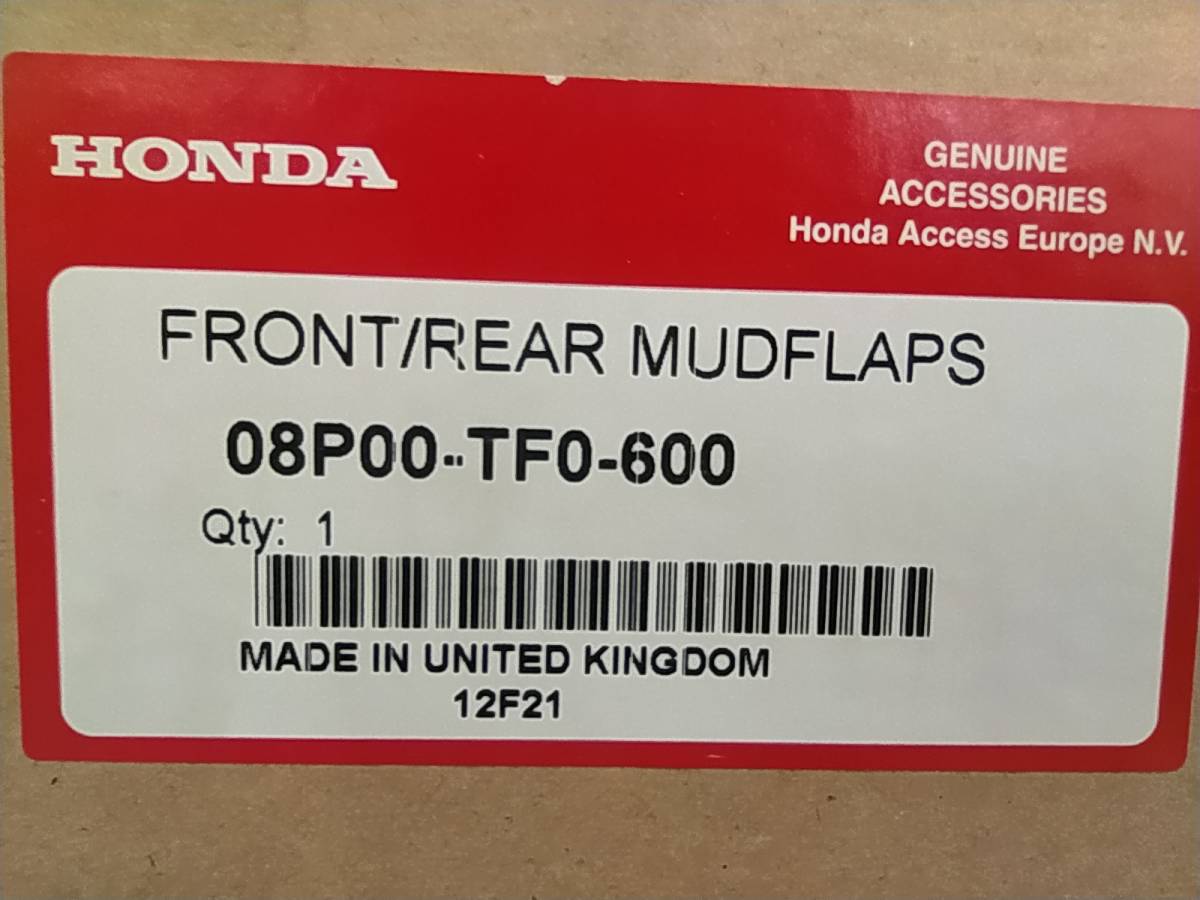 HONDA
GENUINE
ACCESSORIES
Honda Access Europe N.V.
FRONT/REAR MUDFLAPS
08P00-TF0-600
Qty: 1
MADE IN UNITED KINGDOM
12F21